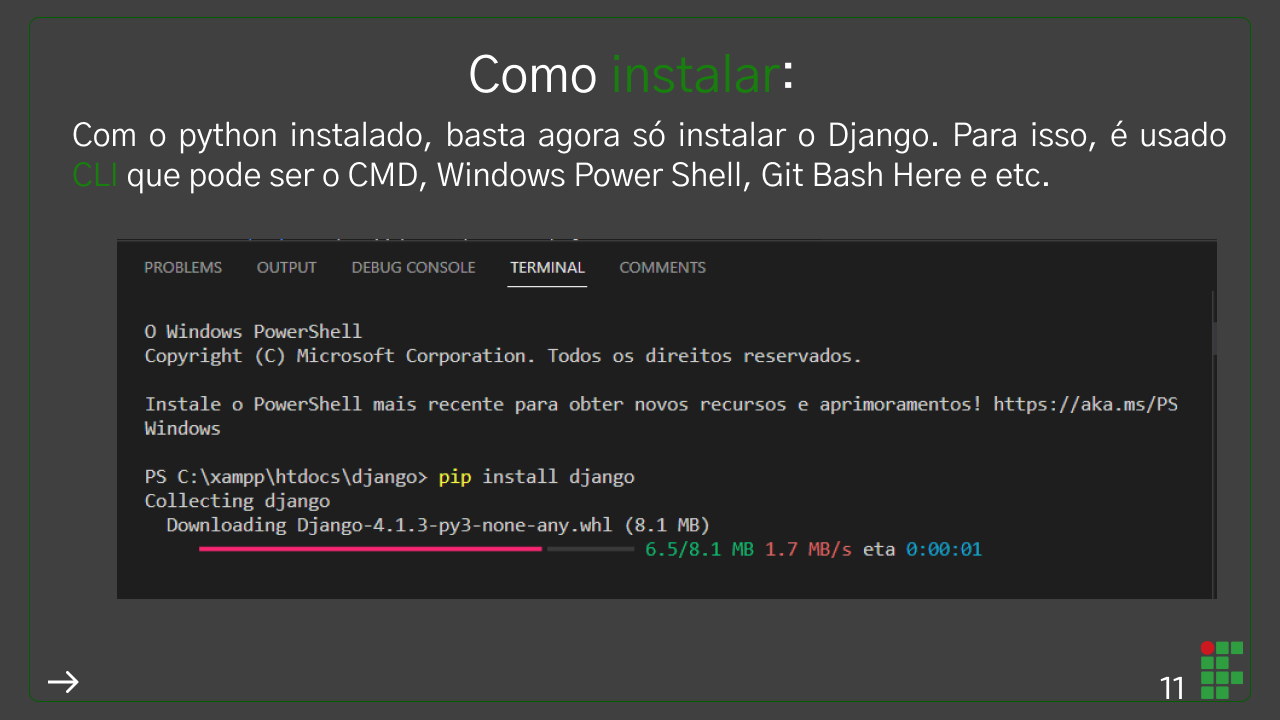 Como instalar:
Com o python instalado, basta agora só instalar o Django. Para isso, é usado
CLI que pode ser o CMD, Windows Power Shell, Git Bash Here e etc.
PROBLEMS OUTPUT DEBUG CONSOLE TERMINAL COMMENTS
O Windows PowerShell
Copyright (C) Microsoft Corporation. Todos os direitos reservados.
Instale o PowerShell mais recente para obter novos recursos e aprimoramentos! https://aka.ms/PS
Windows
PS C:\xampp\htdocs\django> pip install django
Collecting django
Downloading Django-4.1.3-py3-none-any.whl (8.1 MB)
6.5/8.1 MB 1.7 MB/s eta 0:00:01
11